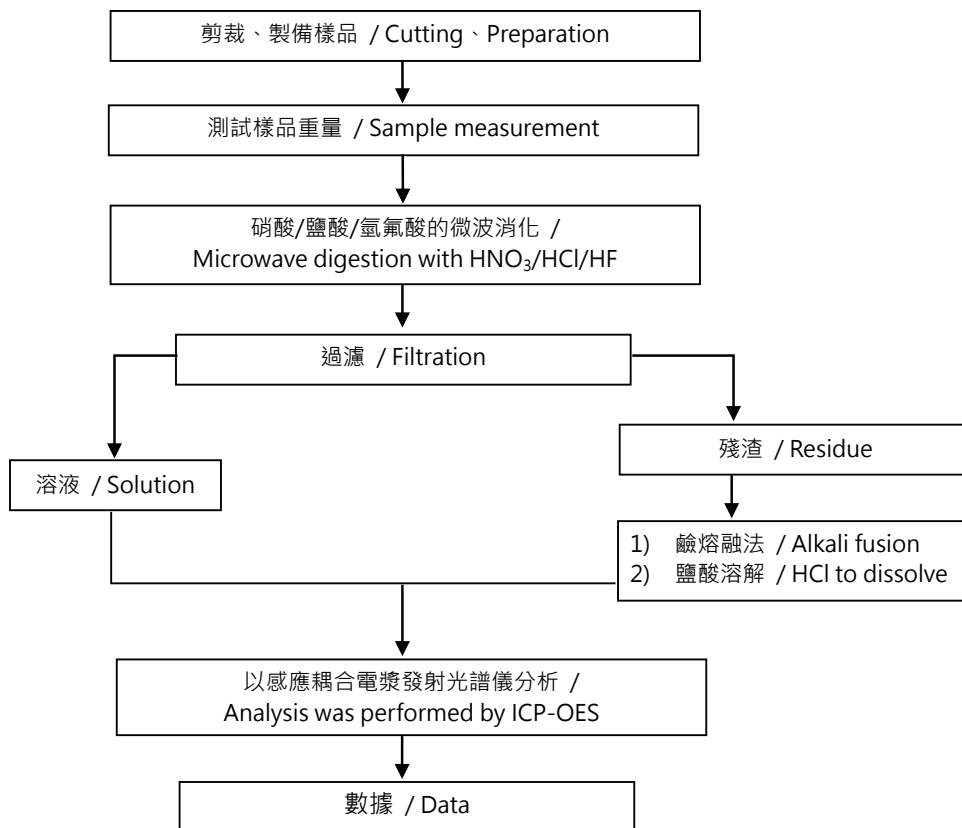 剪裁、製備樣品 / Cutting、Preparation
測試樣品重量 / Sample measurement
硝酸/鹽酸/氫氟酸的微波消化 /
Microwave digestion with HNO₃/HCl/HF
過濾 / Filtration
溶液 / Solution
殘渣 / Residue
1) 鹼熔融法 / Alkali fusion
2) 鹽酸溶解 / HCl to dissolve
以感應耦合電漿發射光譜儀分析 /
Analysis was performed by ICP-OES
數據 / Data